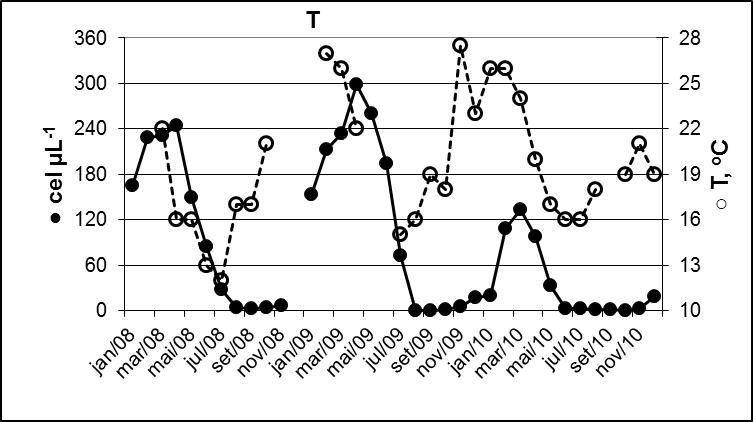 T
● cel µL-1
360
300
240
180
120
60
0
28
25
22
19
16
13
10
○ T, ºC
jan/08
mar/08
mai/08
jul/08
set/08
nov/08
jan/09
mar/09
mai/09
jul/09
set/09
nov/09
jan/10
mar/10
mai/10
jul/10
set/10
nov/10